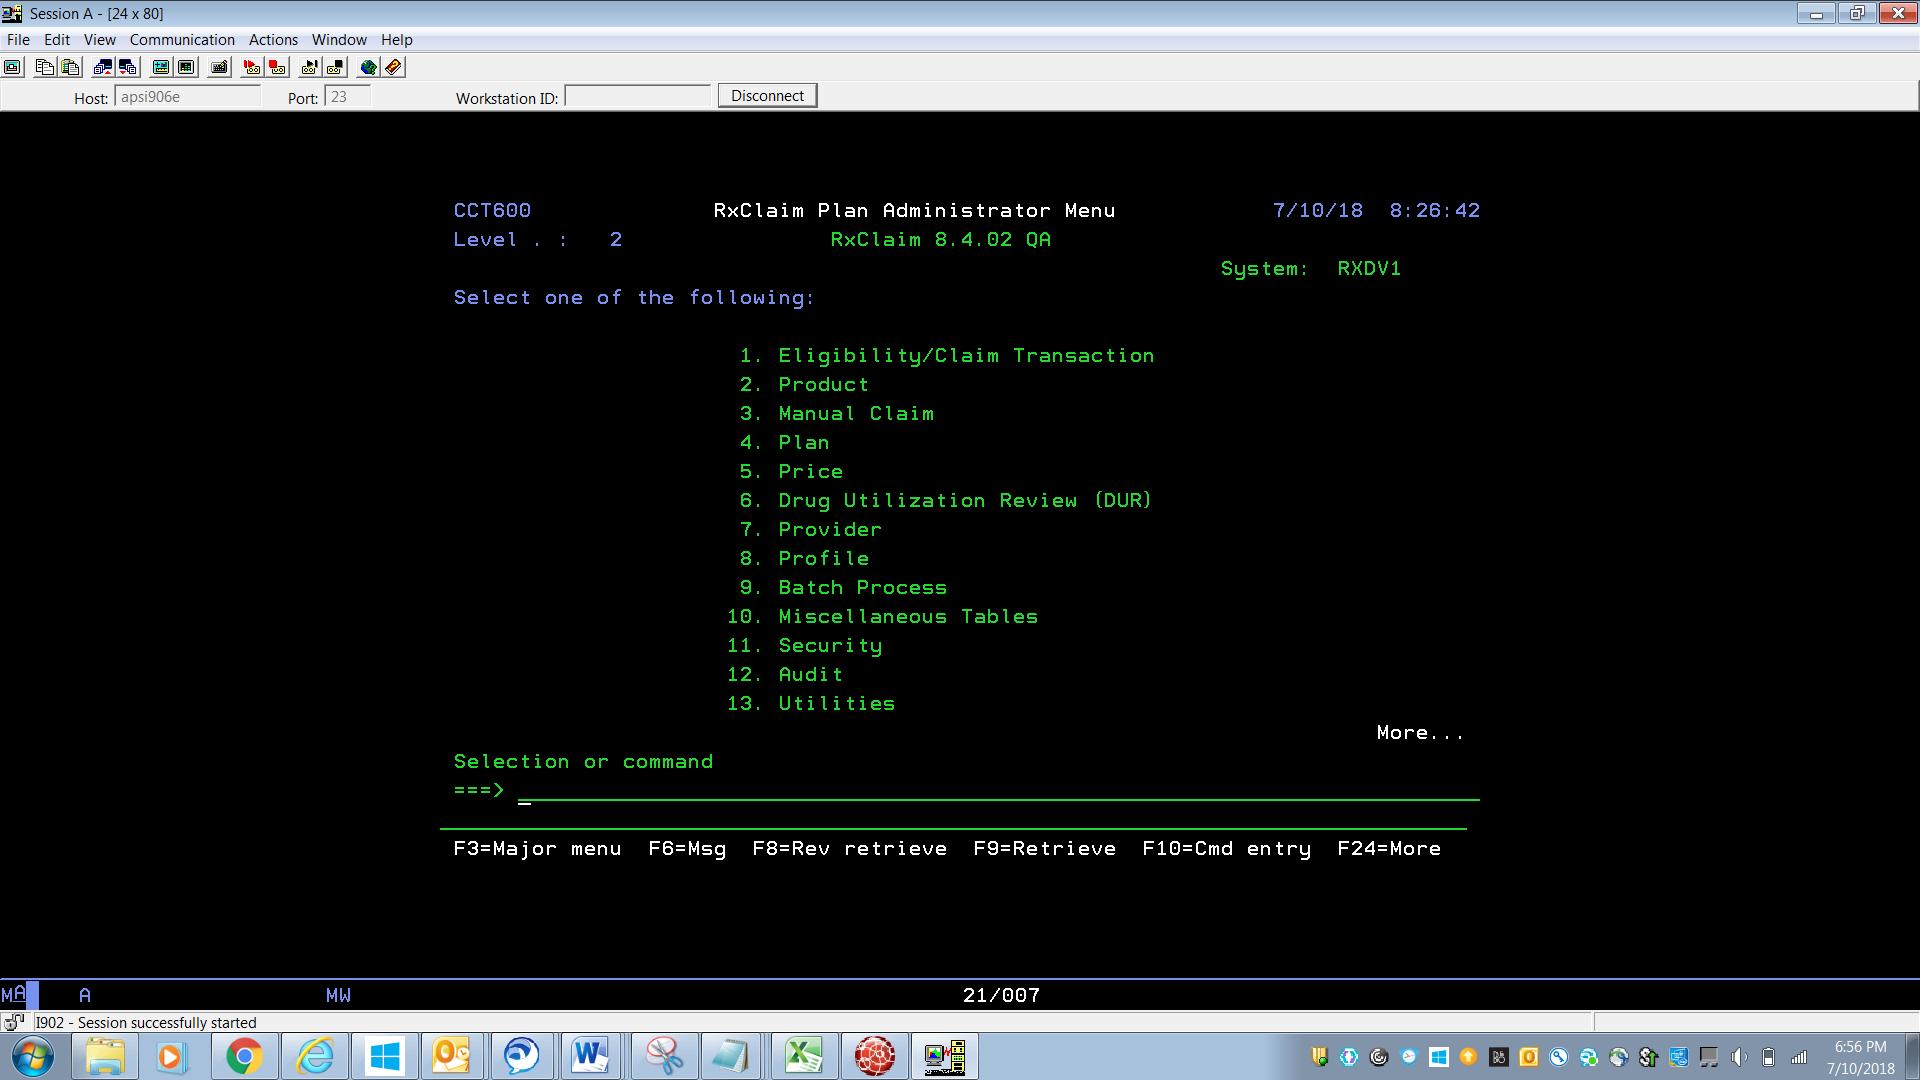 Session A - [24 x 80]
File Edit View Communication Actions Window Help
Host: apsi906e Port: 23 Workstation ID: Disconnect
CCT600 RxClaim Plan Administrator Menu 7/10/18 8:26:42
Level . : 2 RxClaim 8.4.02 QA
System: RXDV1
Select one of the following:
1. Eligibility/Claim Transaction
2. Product
3. Manual Claim
4. Plan
5. Price
6. Drug Utilization Review (DUR)
7. Provider
8. Profile
9. Batch Process
10. Miscellaneous Tables
11. Security
12. Audit
13. Utilities
More...
Selection or command
===>
F3=Major menu F6=Msg F8=Rev retrieve F9=Retrieve F10=Cmd entry F24=More
MA A MW 21/007
I902 - Session successfully started
6:56 PM
7/10/2018